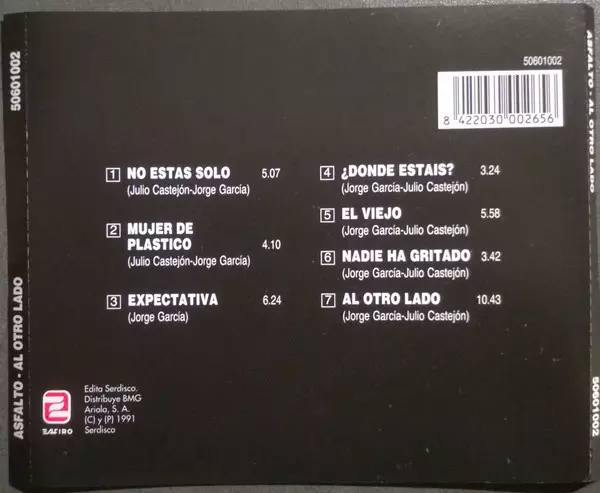 ASFALTO - AL OTRO LADO
50601002
50601002
8 422030 002656
1 NO ESTAS SOLO 5.07
(Julio Castejón-Jorge García)
2 MUJER DE
PLASTICO 4.10
(Julio Castejón-Jorge García)
3 EXPECTATIVA 6.24
(Jorge García)
4 ¿DONDE ESTAIS? 3.24
(Jorge García-Julio Castejón)
5 EL VIEJO 5.58
(Jorge García-Julio Castejón)
6 NADIE HA GRITADO 3.42
(Jorge García-Julio Castejón)
7 AL OTRO LADO 10.43
(Jorge García-Julio Castejón)
ZAFIRO
Edita Serdisco.
Distribuye BMG
Ariola, S. A.
(C) y (P) 1991
Serdisco
ASFALTO - AL OTRO LADO
50601002